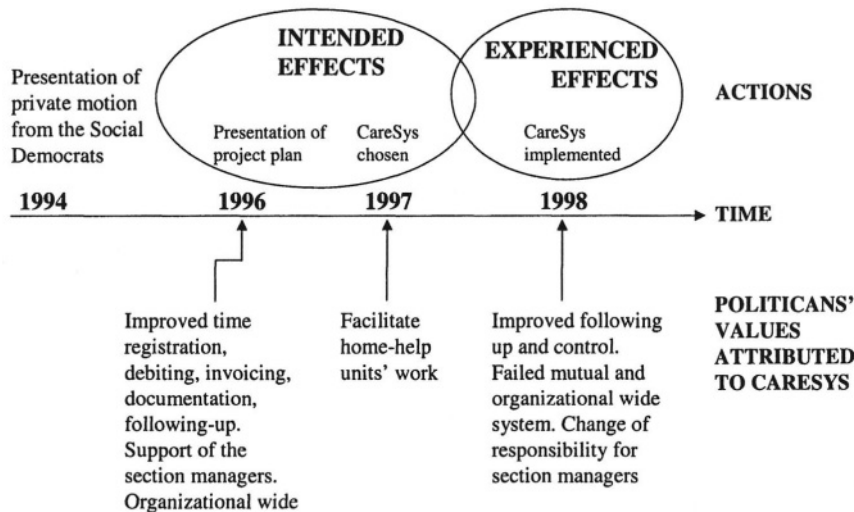 INTENDED
EFFECTS
EXPERIENCED
EFFECTS
Presentation of
private motion
from the Social
Democrats
Presentation of
project plan
CareSys
chosen
CareSys
implemented
ACTIONS
1994
1996
1997
1998
TIME
Improved time
registration,
debiting, invoicing,
documentation,
following-up.
Support of the
section managers.
Organizational wide
Facilitate
home-help
units' work
Improved following
up and control.
Failed mutual and
organizational wide
system. Change of
responsibility for
section managers
POLITICANS'
VALUES
ATTRIBUTED
TO CARESYS